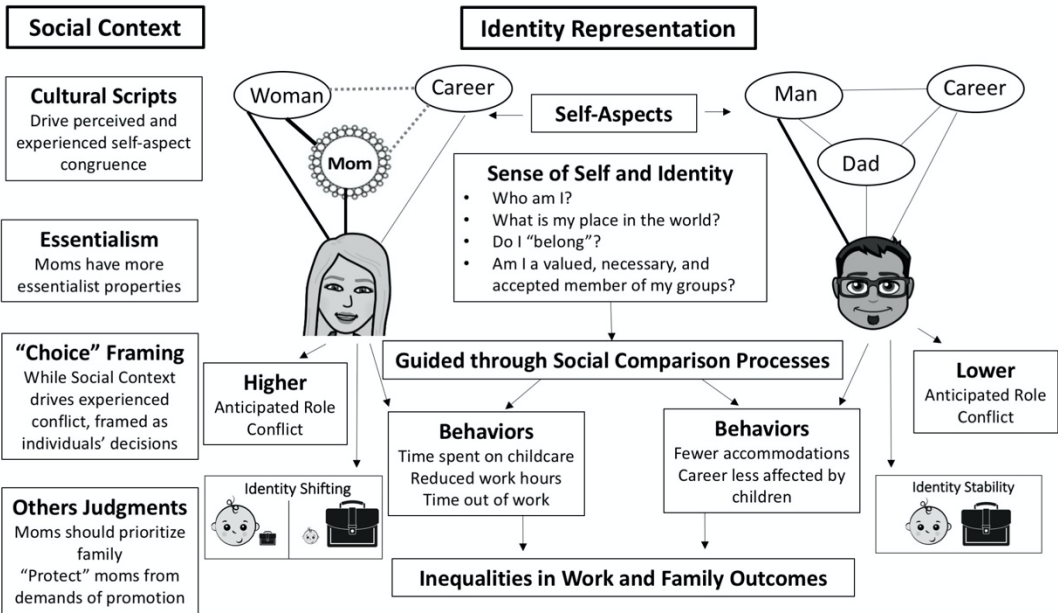 Social Context
Identity Representation
Cultural Scripts
Drive perceived and
experienced self-aspect
congruence
Essentialism
Moms have more
essentialist properties
“Choice” Framing
While Social Context
drives experienced
conflict, framed as
individuals’ decisions
Others Judgments
Moms should prioritize
family
“Protect” moms from
demands of promotion
Woman
Career
Mom
Self-Aspects
Man
Career
Dad
Sense of Self and Identity
• Who am I?
• What is my place in the world?
• Do I “belong”?
• Am I a valued, necessary, and
accepted member of my groups?
Guided through Social Comparison Processes
Higher
Anticipated Role
Conflict
Lower
Anticipated Role
Conflict
Behaviors
Time spent on childcare
Reduced work hours
Time out of work
Behaviors
Fewer accommodations
Career less affected by
children
Identity Shifting
Identity Stability
Inequalities in Work and Family Outcomes